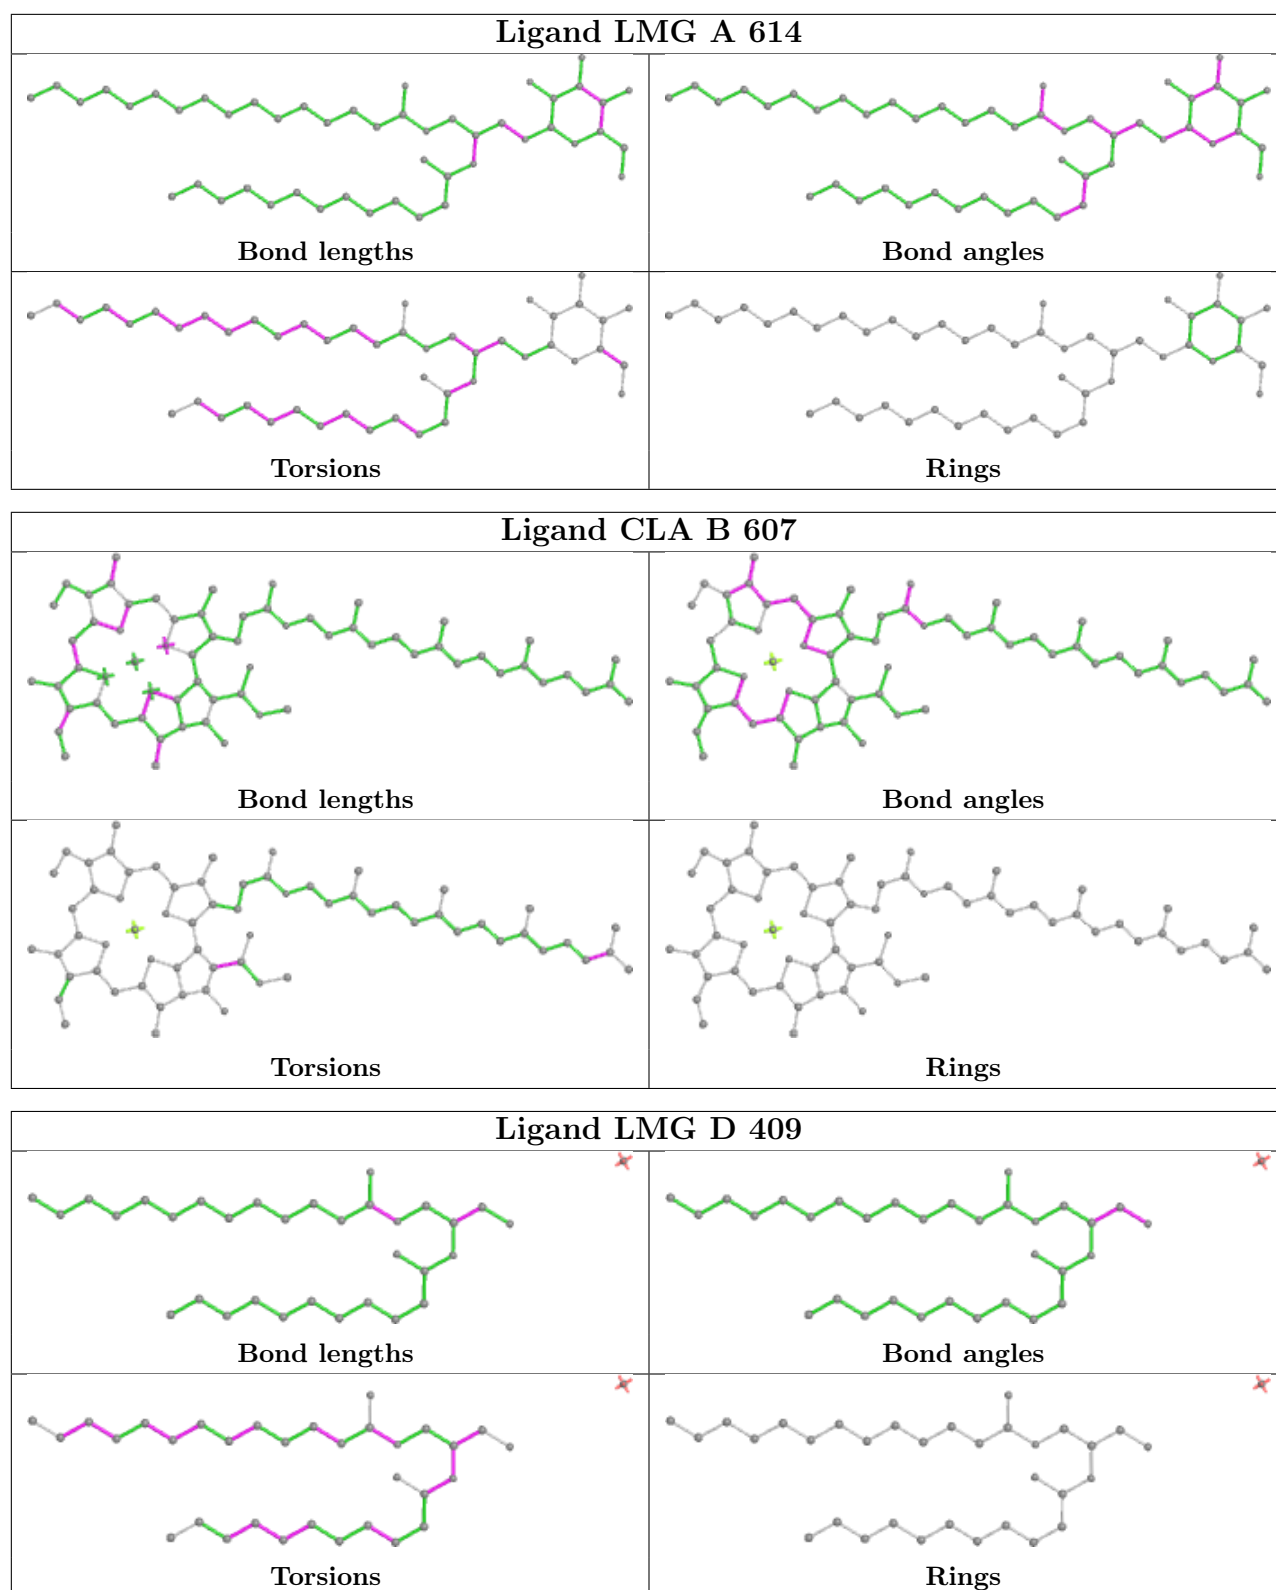 Ligand LMG A 614
Bond lengths
Bond angles
Torsions
Rings
Ligand CLA B 607
Bond lengths
Bond angles
Torsions
Rings
Ligand LMG D 409
Bond lengths
Bond angles
Torsions
Rings